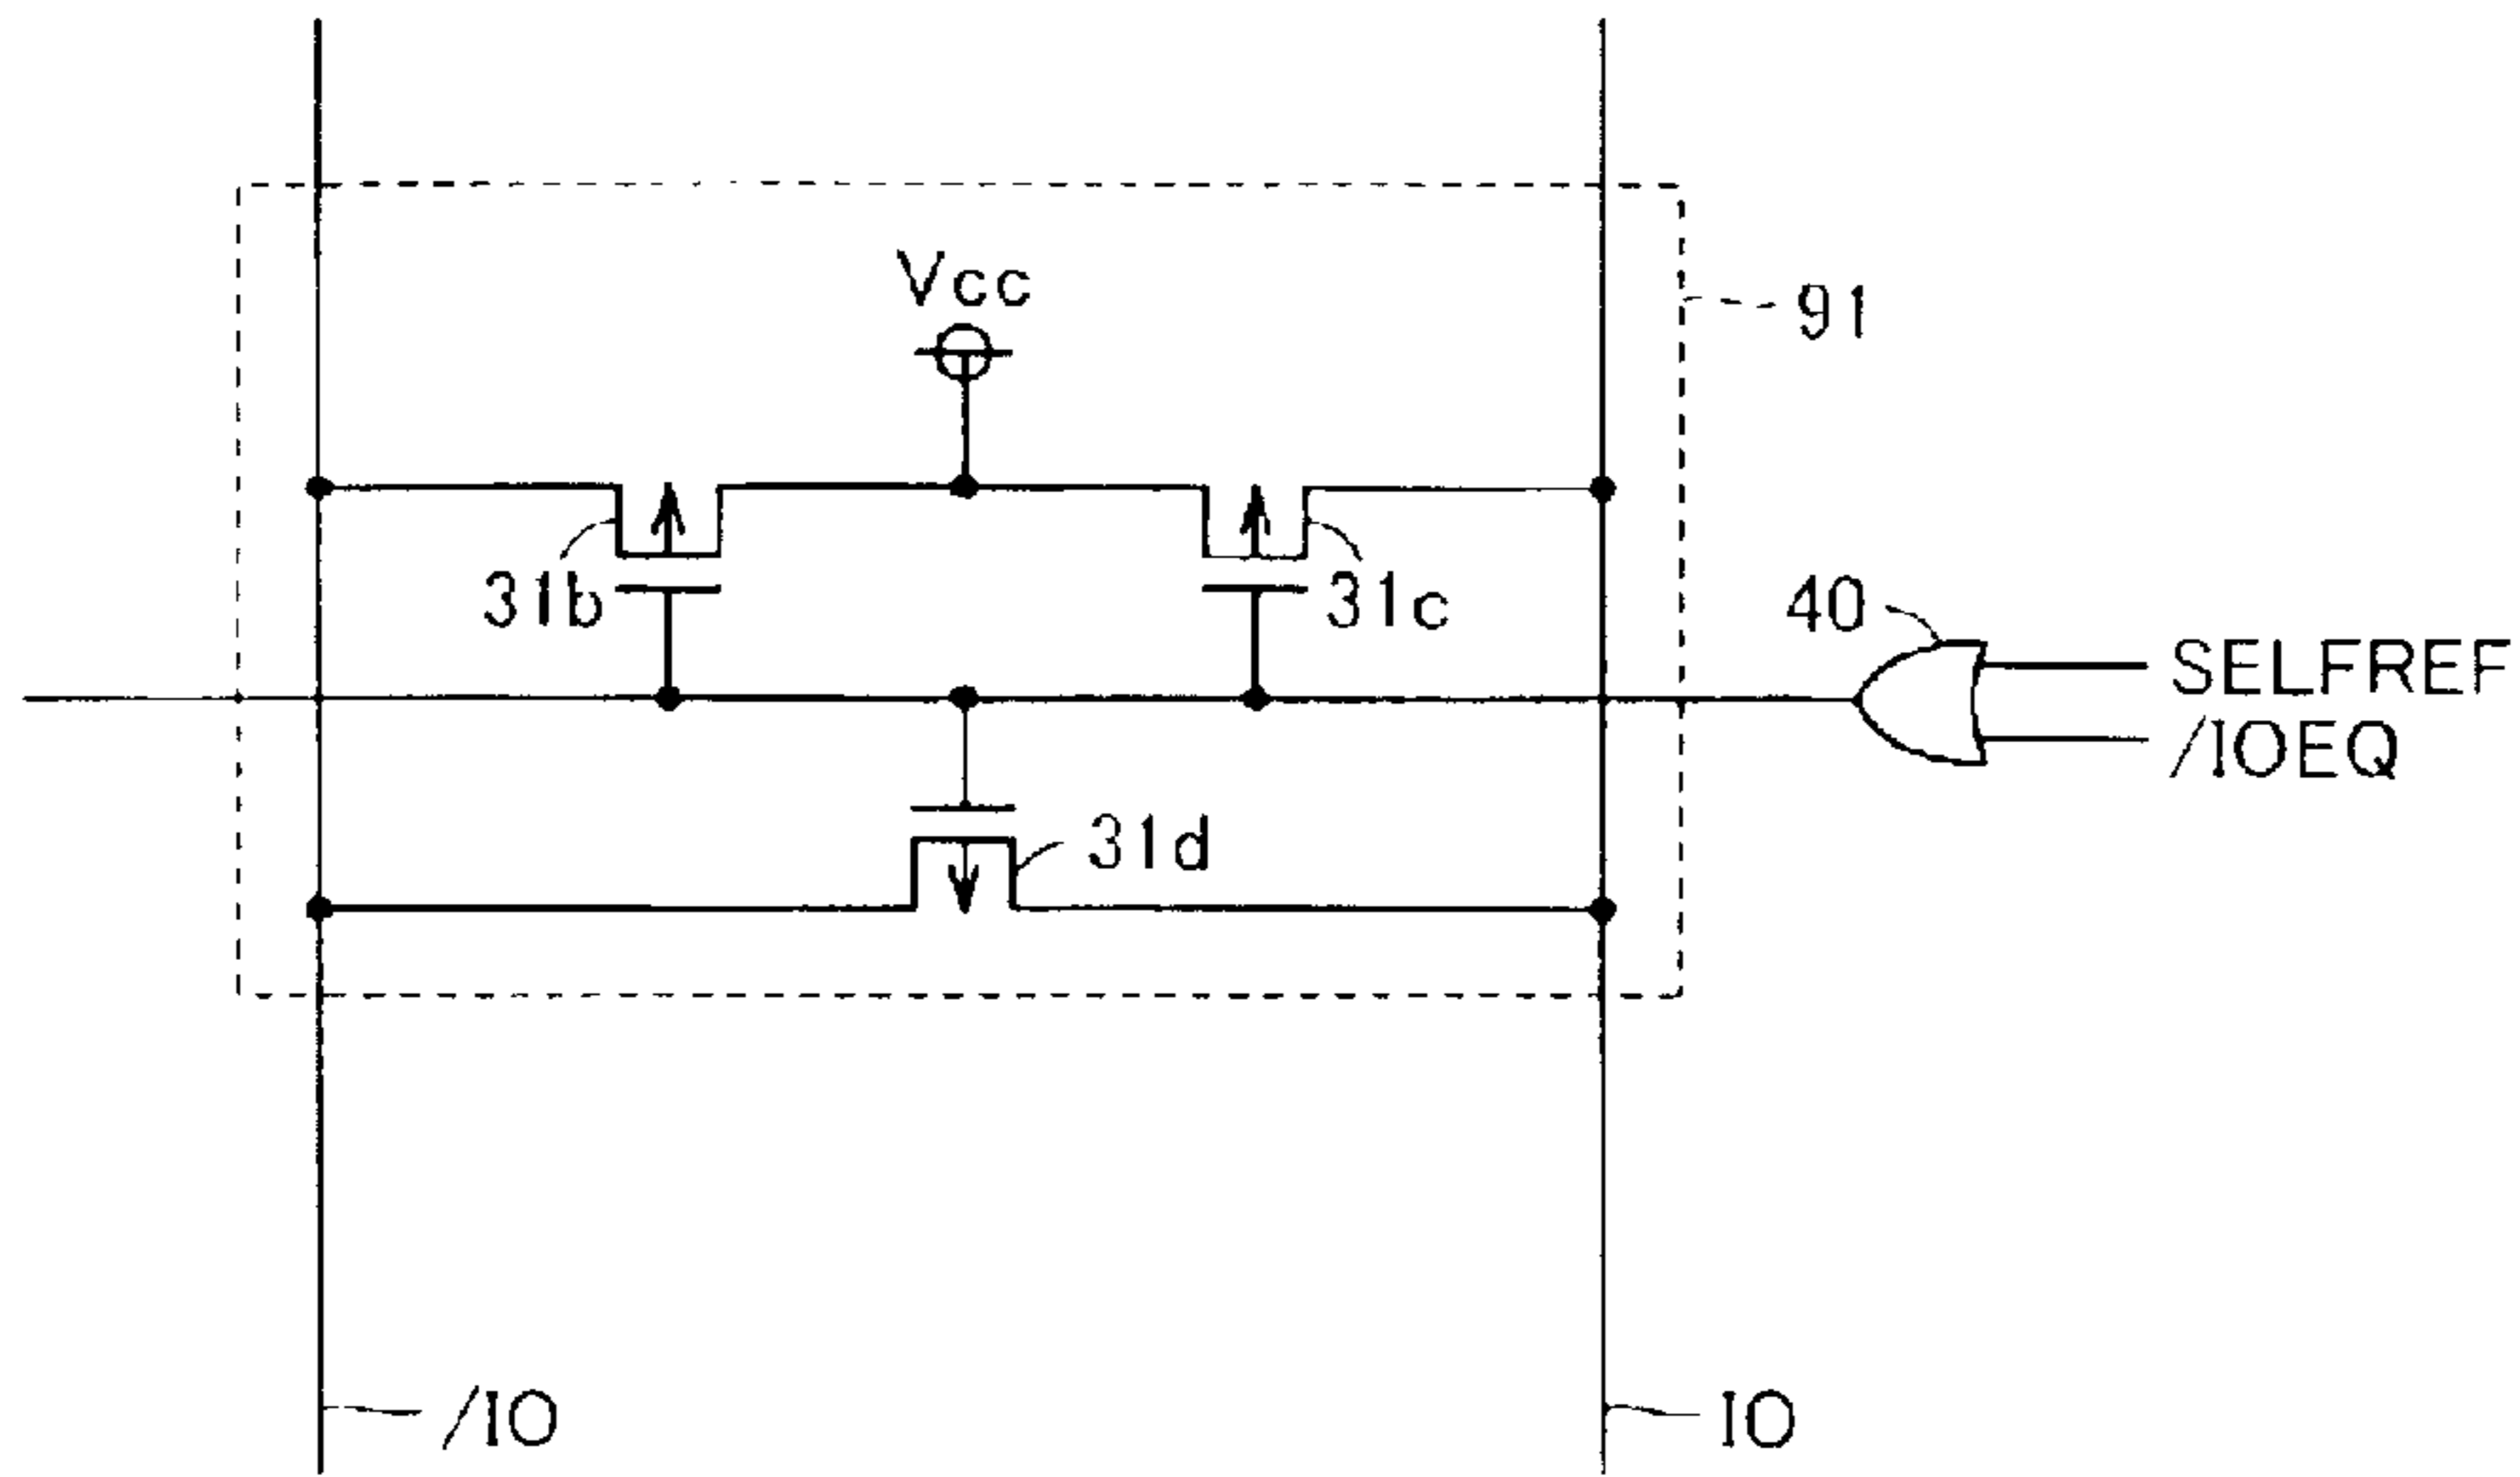 Vcc
91
31b
31c
40
SELFREF
/IOEQ
31d
/IO
IO